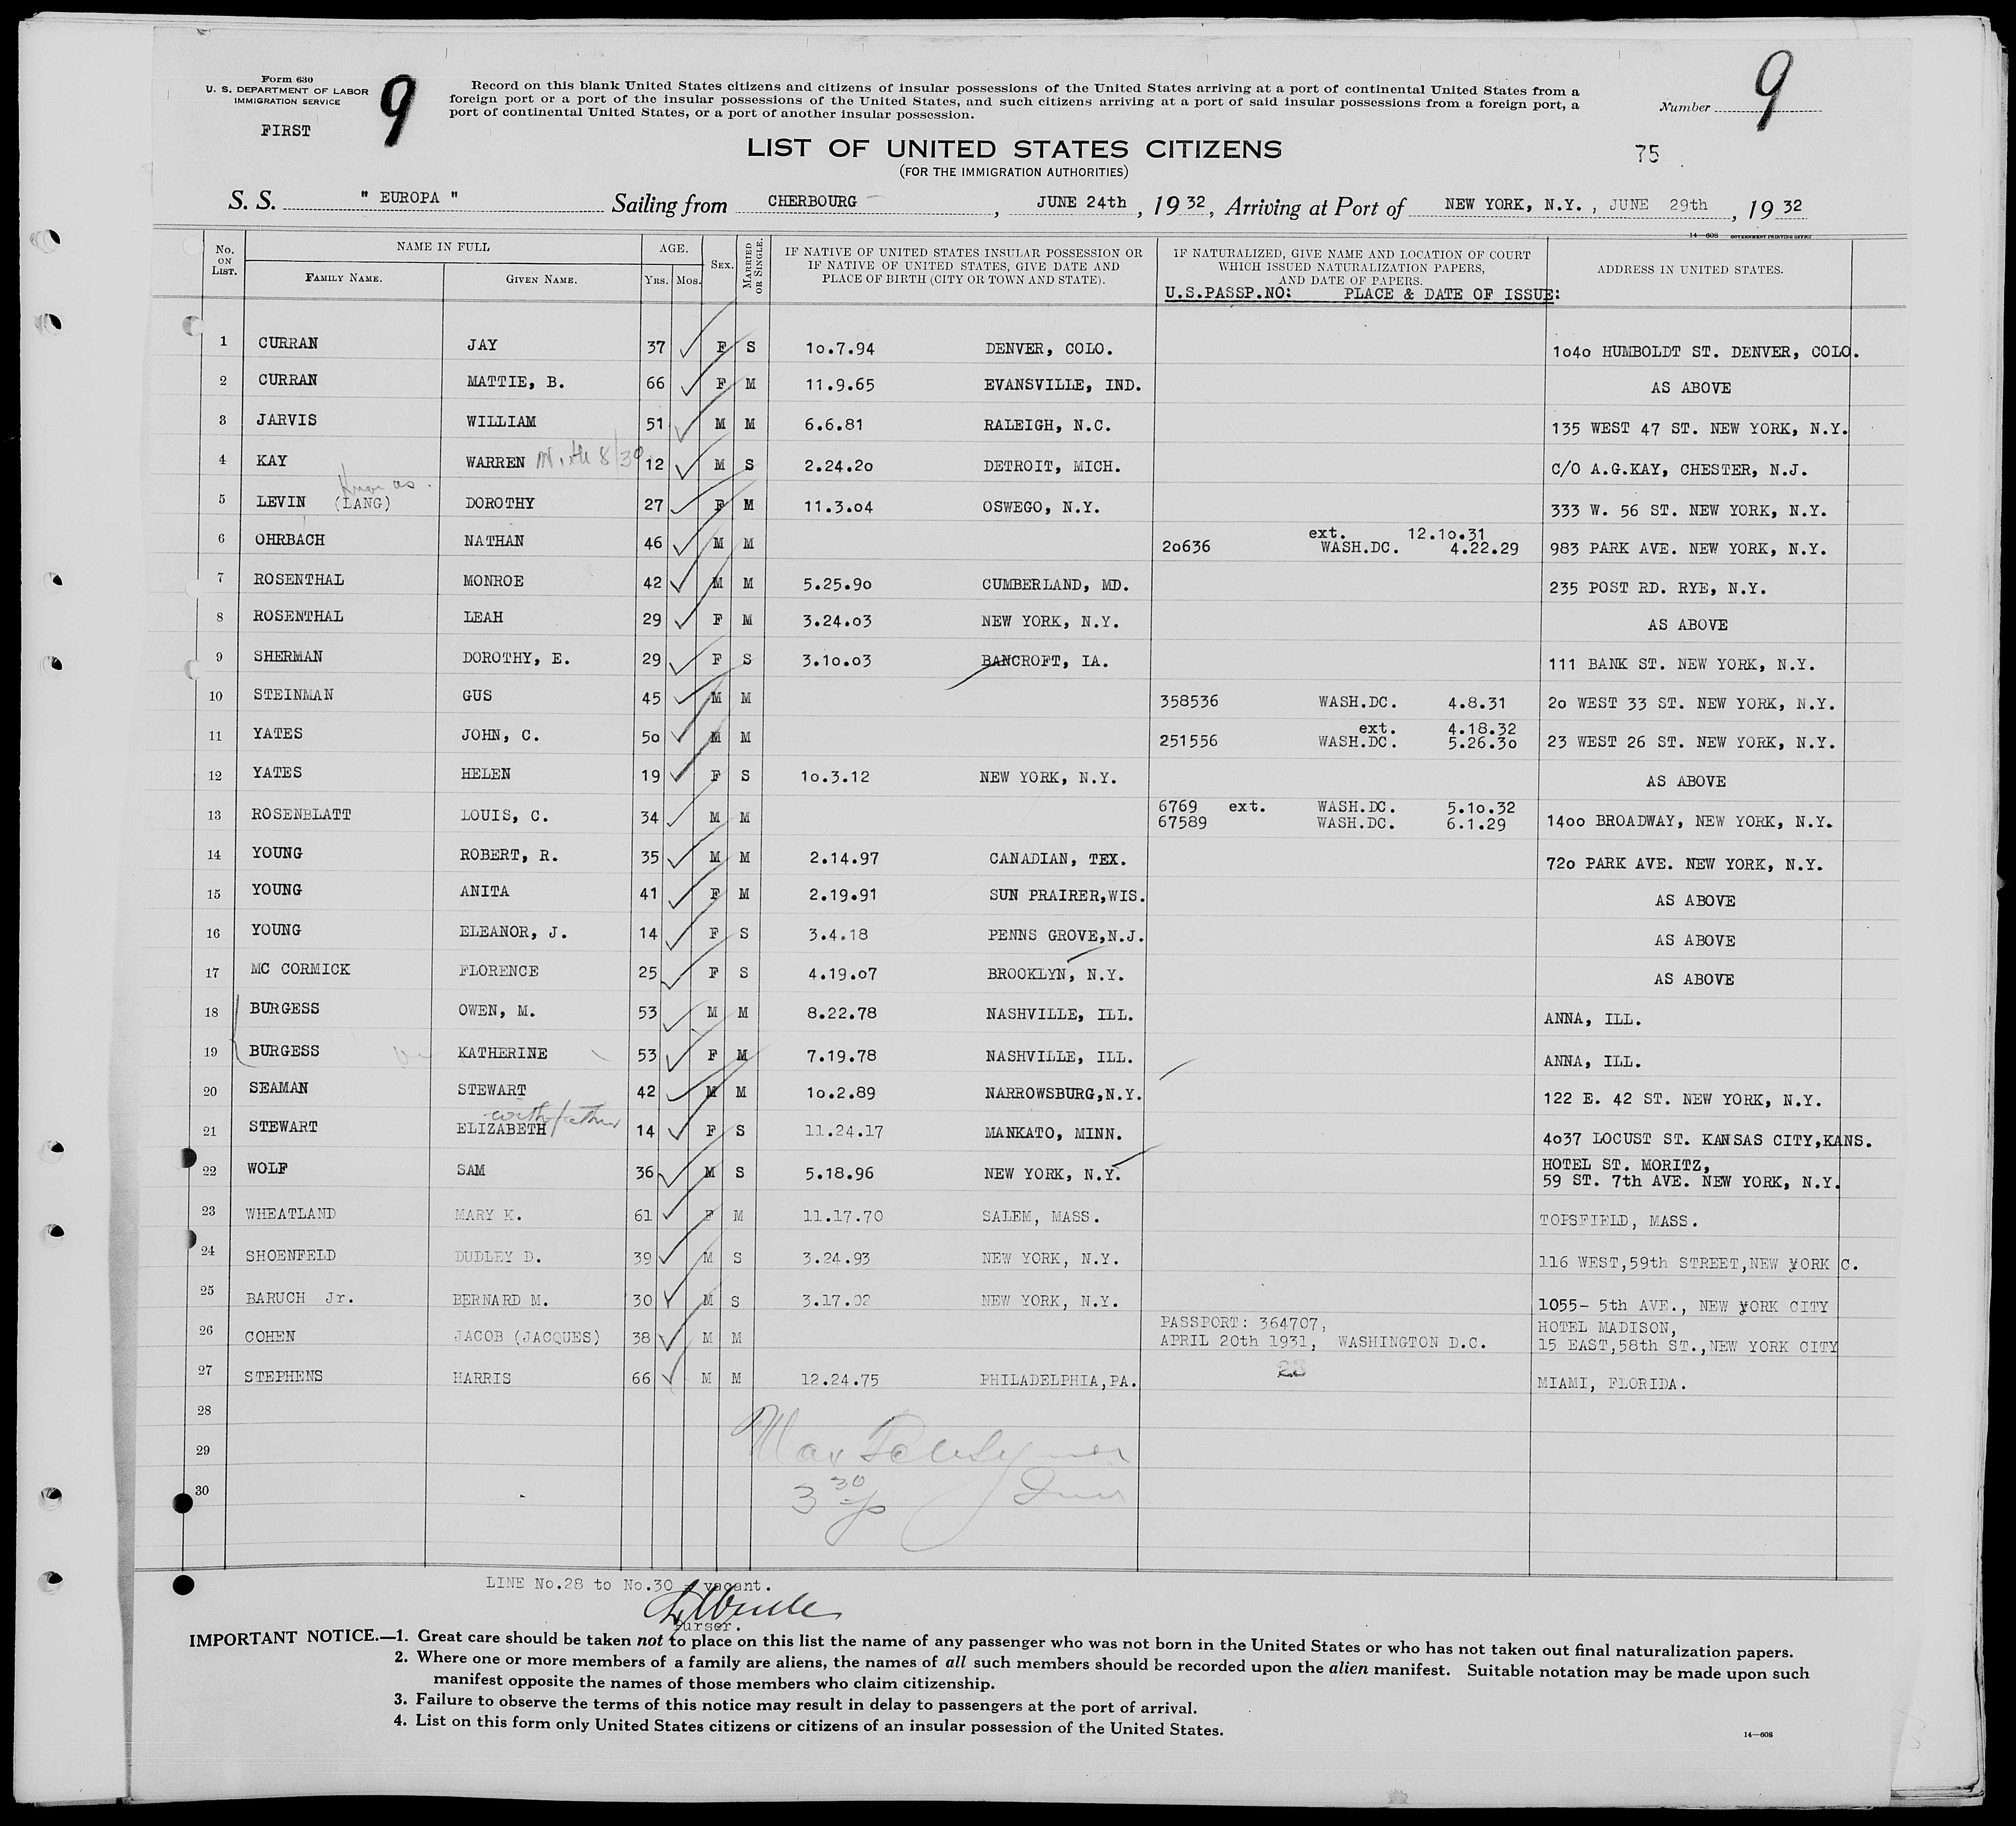 Form 630
U. S. DEPARTMENT OF LABOR
IMMIGRATION SERVICE
FIRST
9
Record on this blank United States citizens and citizens of insular possessions of the United States arriving at a port of continental United States from a
foreign port or a port of the insular possessions of the United States, and such citizens arriving at a port of said insular possessions from a foreign port, a
port of continental United States, or a port of another insular possession.
Number 9
LIST OF UNITED STATES CITIZENS
(FOR THE IMMIGRATION AUTHORITIES)
75
S. S. " EUROPA " Sailing from CHERBOURG , JUNE 24th , 19 32, Arriving at Port of NEW YORK, N.Y. , JUNE 29th , 19 32
14—608 GOVERNMENT PRINTING OFFICE
No. ON LIST.
NAME IN FULL
FAMILY NAME. GIVEN NAME.
AGE.
YRS. MOS.
SEX.
MARRIED OR SINGLE.
IF NATIVE OF UNITED STATES INSULAR POSSESSION OR
IF NATIVE OF UNITED STATES, GIVE DATE AND
PLACE OF BIRTH (CITY OR TOWN AND STATE).
IF NATURALIZED, GIVE NAME AND LOCATION OF COURT
WHICH ISSUED NATURALIZATION PAPERS,
AND DATE OF PAPERS.
U.S.PASSP.NO: PLACE & DATE OF ISSUE:
ADDRESS IN UNITED STATES.
1 CURRAN JAY 37 F S 10.7.94 DENVER, COLO. 1040 HUMBOLDT ST. DENVER, COLO.
2 CURRAN MATTIE, B. 66 F M 11.9.65 EVANSVILLE, IND. AS ABOVE
3 JARVIS WILLIAM 51 M M 6.6.81 RALEIGH, N.C. 135 WEST 47 ST. NEW YORK, N.Y.
4 KAY WARREN 8/30 12 M S 2.24.20 DETROIT, MICH. C/O A.G.KAY, CHESTER, N.J.
5 LEVIN (LANG) DOROTHY 27 F M 11.3.04 OSWEGO, N.Y. 333 W. 56 ST. NEW YORK, N.Y.
ext. 12.10.31
6 OHRBACH NATHAN 46 M M 20636 WASH.DC. 4.22.29 983 PARK AVE. NEW YORK, N.Y.
7 ROSENTHAL MONROE 42 M M 5.25.90 CUMBERLAND, MD. 235 POST RD. RYE, N.Y.
8 ROSENTHAL LEAH 29 F M 3.24.03 NEW YORK, N.Y. AS ABOVE
9 SHERMAN DOROTHY, E. 29 F S 3.10.03 BANCROFT, IA. 111 BANK ST. NEW YORK, N.Y.
10 STEINMAN GUS 45 M M 358536 WASH.DC. 4.8.31 20 WEST 33 ST. NEW YORK, N.Y.
ext. 4.18.32
11 YATES JOHN, C. 50 M M 251556 WASH.DC. 5.26.30 23 WEST 26 ST. NEW YORK, N.Y.
12 YATES HELEN 19 F S 10.3.12 NEW YORK, N.Y. AS ABOVE
6769 ext. WASH.DC. 5.10.32
13 ROSENBLATT LOUIS, C. 34 M M 67589 WASH.DC. 6.1.29 1400 BROADWAY, NEW YORK, N.Y.
14 YOUNG ROBERT, R. 35 M M 2.14.97 CANADIAN, TEX. 720 PARK AVE. NEW YORK, N.Y.
15 YOUNG ANITA 41 F M 2.19.91 SUN PRAIRER,WIS. AS ABOVE
16 YOUNG ELEANOR, J. 14 F S 3.4.18 PENNS GROVE,N.J. AS ABOVE
17 MC CORMICK FLORENCE 25 F S 4.19.07 BROOKLYN, N.Y. AS ABOVE
18 BURGESS OWEN, M. 53 M M 8.22.78 NASHVILLE, ILL. ANNA, ILL.
19 BURGESS KATHERINE 53 F M 7.19.78 NASHVILLE, ILL. ANNA, ILL.
20 SEAMAN STEWART 42 M M 10.2.89 NARROWSBURG,N.Y. 122 E. 42 ST. NEW YORK, N.Y.
with father
21 STEWART ELIZABETH 14 F S 11.24.17 MANKATO, MINN. 4037 LOCUST ST. KANSAS CITY,KANS.
HOTEL ST. MORITZ,
22 WOLF SAM 36 M S 5.18.96 NEW YORK, N.Y. 59 ST. 7th AVE. NEW YORK, N.Y.
23 WHEATLAND MARY K. 61 F M 11.17.70 SALEM, MASS. TOPSFIELD, MASS.
24 SHOENFELD DUDLEY D. 39 M S 3.24.93 NEW YORK, N.Y. 116 WEST,59th STREET,NEW YORK C.
25 BARUCH Jr. BERNARD M. 30 M S 3.17.02 NEW YORK, N.Y. 1055- 5th AVE., NEW YORK CITY
PASSPORT: 364707, HOTEL MADISON,
26 COHEN JACOB (JACQUES) 38 M M APRIL 20th 1931, WASHINGTON D.C. 15 EAST,58th ST.,NEW YORK CITY
27 STEPHENS HARRIS 66 M M 12.24.75 PHILADELPHIA,PA. MIAMI, FLORIDA.
28
29
30
3 30 p
LINE No.28 to No.30 - vacant.
Purser.
IMPORTANT NOTICE.—1. Great care should be taken not to place on this list the name of any passenger who was not born in the United States or who has not taken out final naturalization papers.
2. Where one or more members of a family are aliens, the names of all such members should be recorded upon the alien manifest. Suitable notation may be made upon such
manifest opposite the names of those members who claim citizenship.
3. Failure to observe the terms of this notice may result in delay to passengers at the port of arrival.
4. List on this form only United States citizens or citizens of an insular possession of the United States.
14—608